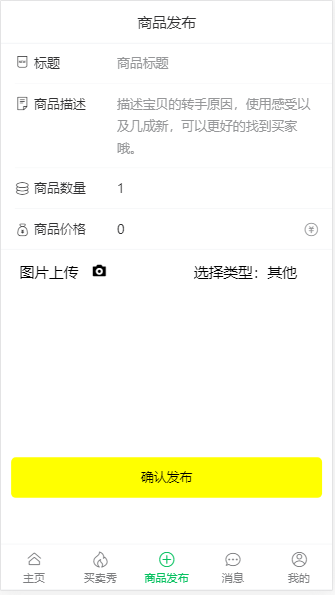 商品发布
标题 商品标题
商品描述 描述宝贝的转手原因，使用感受以
及几成新，可以更好的找到买家
哦。
商品数量 1
商品价格 0
图片上传 选择类型：其他
确认发布
主页 买卖秀 商品发布 消息 我的